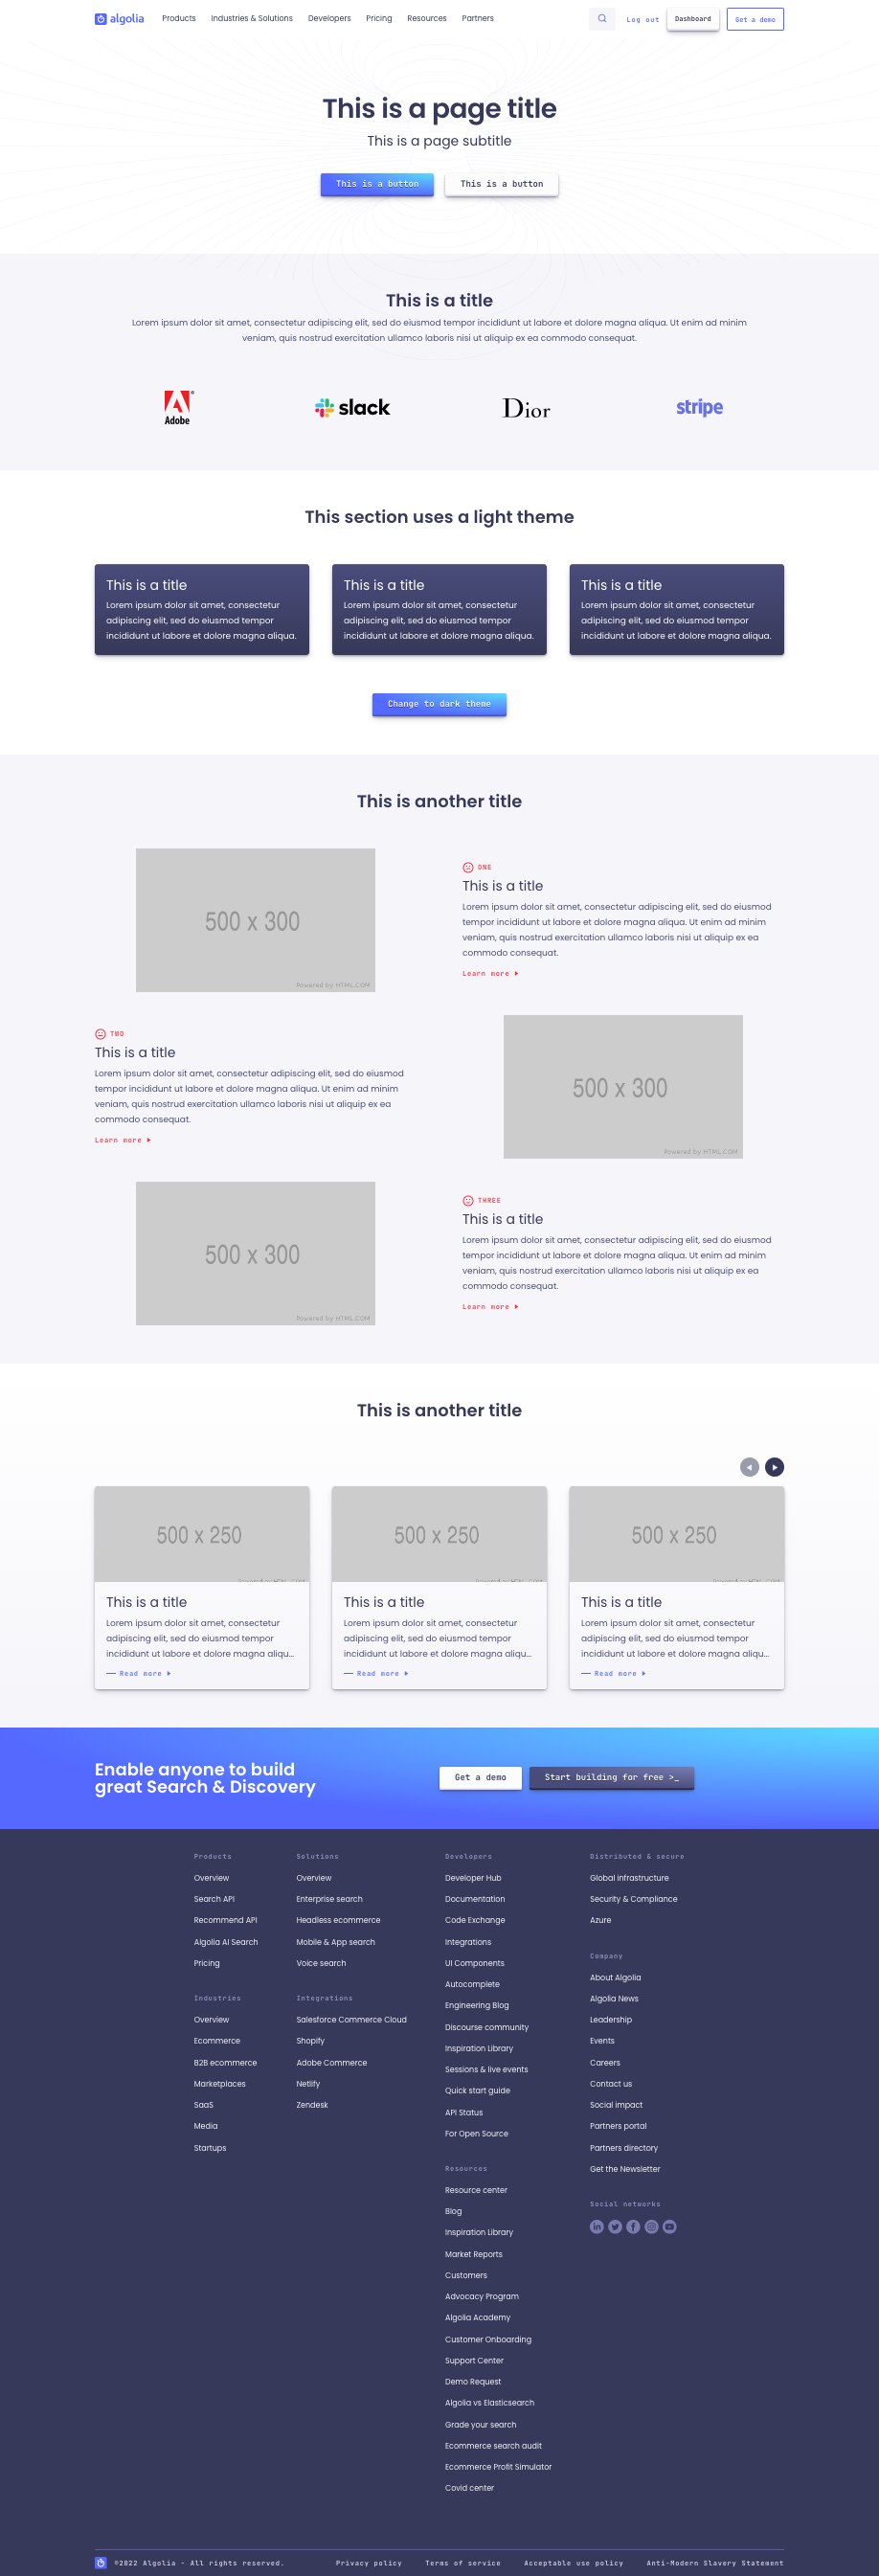 algolia Products Industries & Solutions Developers Pricing Resources Partners Log out Dashboard Get a demo
This is a page title
This is a page subtitle
This is a button This is a button
This is a title
Lorem ipsum dolor sit amet, consectetur adipiscing elit, sed do eiusmod tempor incididunt ut labore et dolore magna aliqua. Ut enim ad minim
veniam, quis nostrud exercitation ullamco laboris nisi ut aliquip ex ea commodo consequat.
Adobe slack Dior stripe
This section uses a light theme
This is a title
Lorem ipsum dolor sit amet, consectetur
adipiscing elit, sed do eiusmod tempor
incididunt ut labore et dolore magna aliqua.
This is a title
Lorem ipsum dolor sit amet, consectetur
adipiscing elit, sed do eiusmod tempor
incididunt ut labore et dolore magna aliqua.
This is a title
Lorem ipsum dolor sit amet, consectetur
adipiscing elit, sed do eiusmod tempor
incididunt ut labore et dolore magna aliqua.
Change to dark theme
This is another title
500 x 300
Powered by HTML.COM
ONE
This is a title
Lorem ipsum dolor sit amet, consectetur adipiscing elit, sed do eiusmod
tempor incididunt ut labore et dolore magna aliqua. Ut enim ad minim
veniam, quis nostrud exercitation ullamco laboris nisi ut aliquip ex ea
commodo consequat.
Learn more
TWO
This is a title
Lorem ipsum dolor sit amet, consectetur adipiscing elit, sed do eiusmod
tempor incididunt ut labore et dolore magna aliqua. Ut enim ad minim
veniam, quis nostrud exercitation ullamco laboris nisi ut aliquip ex ea
commodo consequat.
Learn more
500 x 300
Powered by HTML.COM
500 x 300
Powered by HTML.COM
THREE
This is a title
Lorem ipsum dolor sit amet, consectetur adipiscing elit, sed do eiusmod
tempor incididunt ut labore et dolore magna aliqua. Ut enim ad minim
veniam, quis nostrud exercitation ullamco laboris nisi ut aliquip ex ea
commodo consequat.
Learn more
This is another title
500 x 250
Powered by HTML.COM
This is a title
Lorem ipsum dolor sit amet, consectetur
adipiscing elit, sed do eiusmod tempor
incididunt ut labore et dolore magna aliqu...
Read more
500 x 250
Powered by HTML.COM
This is a title
Lorem ipsum dolor sit amet, consectetur
adipiscing elit, sed do eiusmod tempor
incididunt ut labore et dolore magna aliqu...
Read more
500 x 250
Powered by HTML.COM
This is a title
Lorem ipsum dolor sit amet, consectetur
adipiscing elit, sed do eiusmod tempor
incididunt ut labore et dolore magna aliqu...
Read more
Enable anyone to build
great Search & Discovery
Get a demo Start building for free >_
Products
Overview
Search API
Recommend API
Algolia AI Search
Pricing
Industries
Overview
Ecommerce
B2B ecommerce
Marketplaces
SaaS
Media
Startups
Solutions
Overview
Enterprise search
Headless ecommerce
Mobile & App search
Voice search
Integrations
Salesforce Commerce Cloud
Shopify
Adobe Commerce
Netlify
Zendesk
Developers
Developer Hub
Documentation
Code Exchange
Integrations
UI Components
Autocomplete
Engineering Blog
Discourse community
Inspiration Library
Sessions & live events
Quick start guide
API Status
For Open Source
Resources
Resource center
Blog
Inspiration Library
Market Reports
Customers
Advocacy Program
Algolia Academy
Customer Onboarding
Support Center
Demo Request
Algolia vs Elasticsearch
Grade your search
Ecommerce search audit
Ecommerce Profit Simulator
Covid center
Distributed & secure
Global infrastructure
Security & Compliance
Azure
Company
About Algolia
Algolia News
Leadership
Events
Careers
Contact us
Social impact
Partners portal
Partners directory
Get the Newsletter
Social networks
©2022 Algolia - All rights reserved. Privacy policy Terms of service Acceptable use policy Anti-Modern Slavery Statement